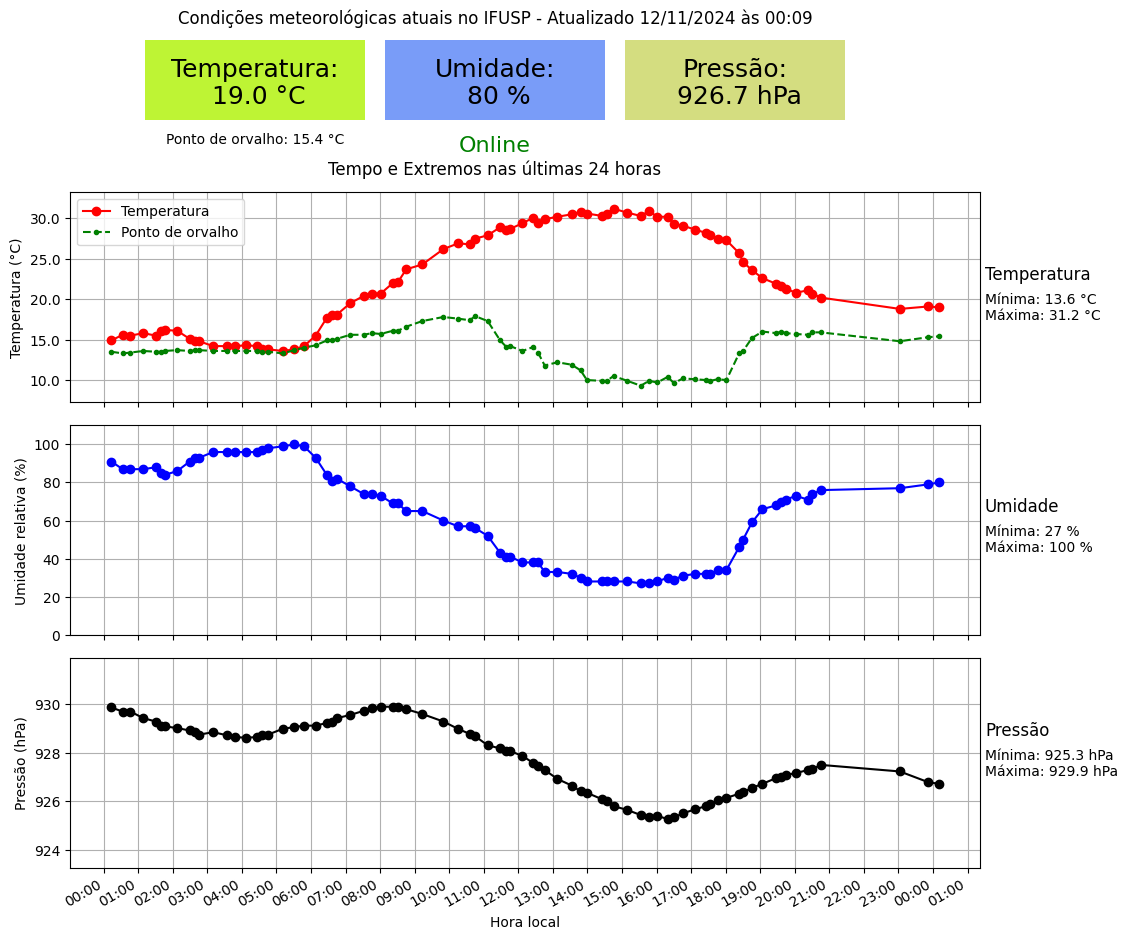 Condições meteorológicas atuais no IFUSP - Atualizado 12/11/2024 às 00:09
Temperatura:
19.0 °C
Umidade:
80 %
Pressão:
926.7 hPa
Ponto de orvalho: 15.4 °C
Online
Tempo e Extremos nas últimas 24 horas
Temperatura
Ponto de orvalho
Temperatura (°C)
30.0
25.0
20.0
15.0
10.0
Temperatura
Mínima: 13.6 °C
Máxima: 31.2 °C
Umidade relativa (%)
100
80
60
40
20
0
Umidade
Mínima: 27 %
Máxima: 100 %
Pressão (hPa)
930
928
926
924
Pressão
Mínima: 925.3 hPa
Máxima: 929.9 hPa
00:00 01:00 02:00 03:00 04:00 05:00 06:00 07:00 08:00 09:00 10:00 11:00 12:00 13:00 14:00 15:00 16:00 17:00 18:00 19:00 20:00 21:00 22:00 23:00 00:00 01:00
Hora local